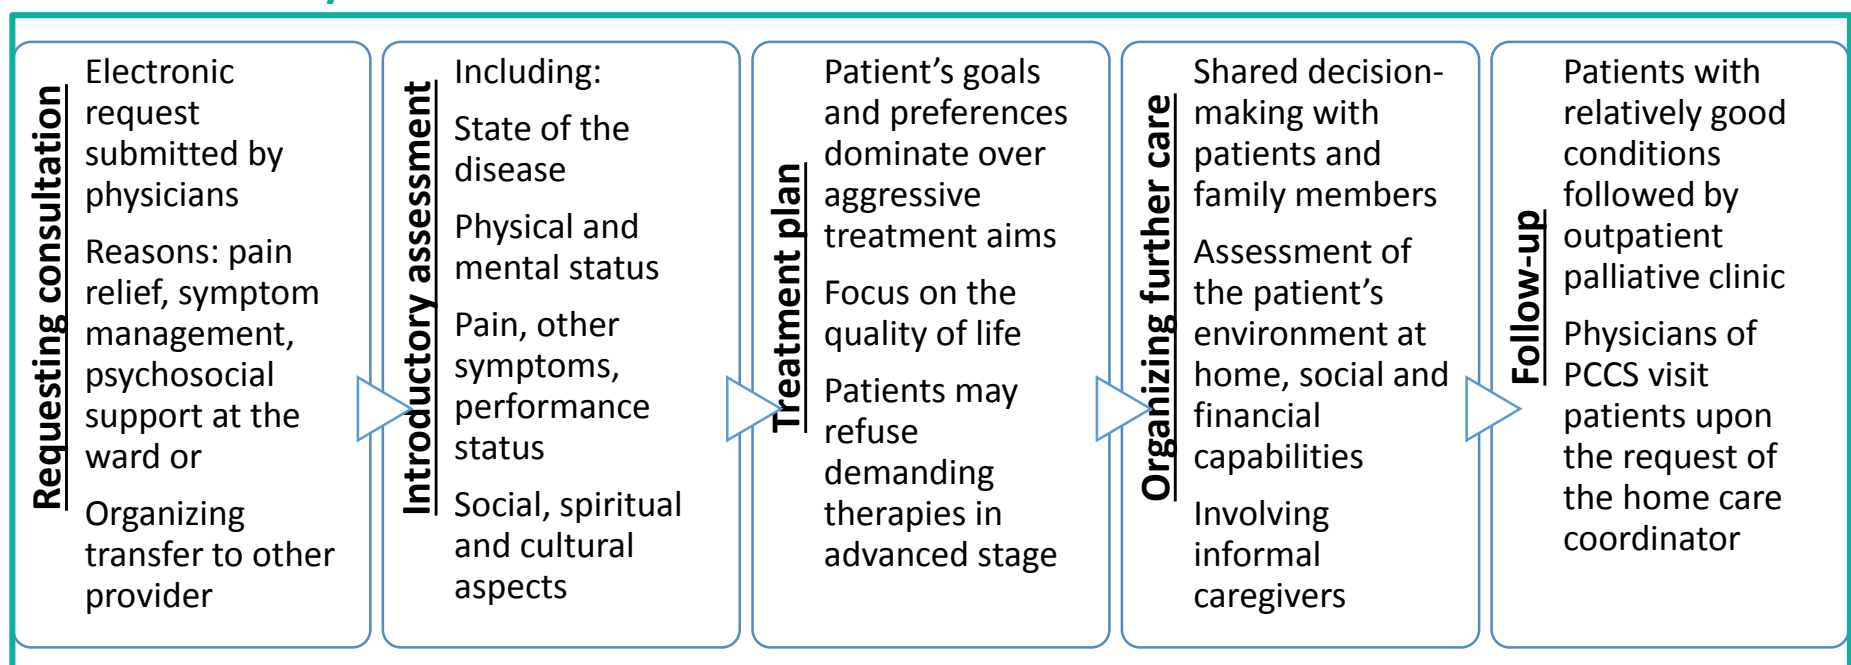 Requesting consultation
Electronic
request
submitted by
physicians
Reasons: pain
relief, symptom
management,
psychosocial
support at the
ward or
Organizing
transfer to other
provider
Introductory assessment
Including:
State of the
disease
Physical and
mental status
Pain, other
symptoms,
performance
status
Social, spiritual
and cultural
aspects
Treatment plan
Patient’s goals
and preferences
dominate over
aggressive
treatment aims
Focus on the
quality of life
Patients may
refuse
demanding
therapies in
advanced stage
Organizing further care
Shared decision-
making with
patients and
family members
Assessment of
the patient’s
environment at
home, social and
financial
capabilities
Involving
informal
caregivers
Follow-up
Patients with
relatively good
conditions
followed by
outpatient
palliative clinic
Physicians of
PCCS visit
patients upon
the request of
the home care
coordinator